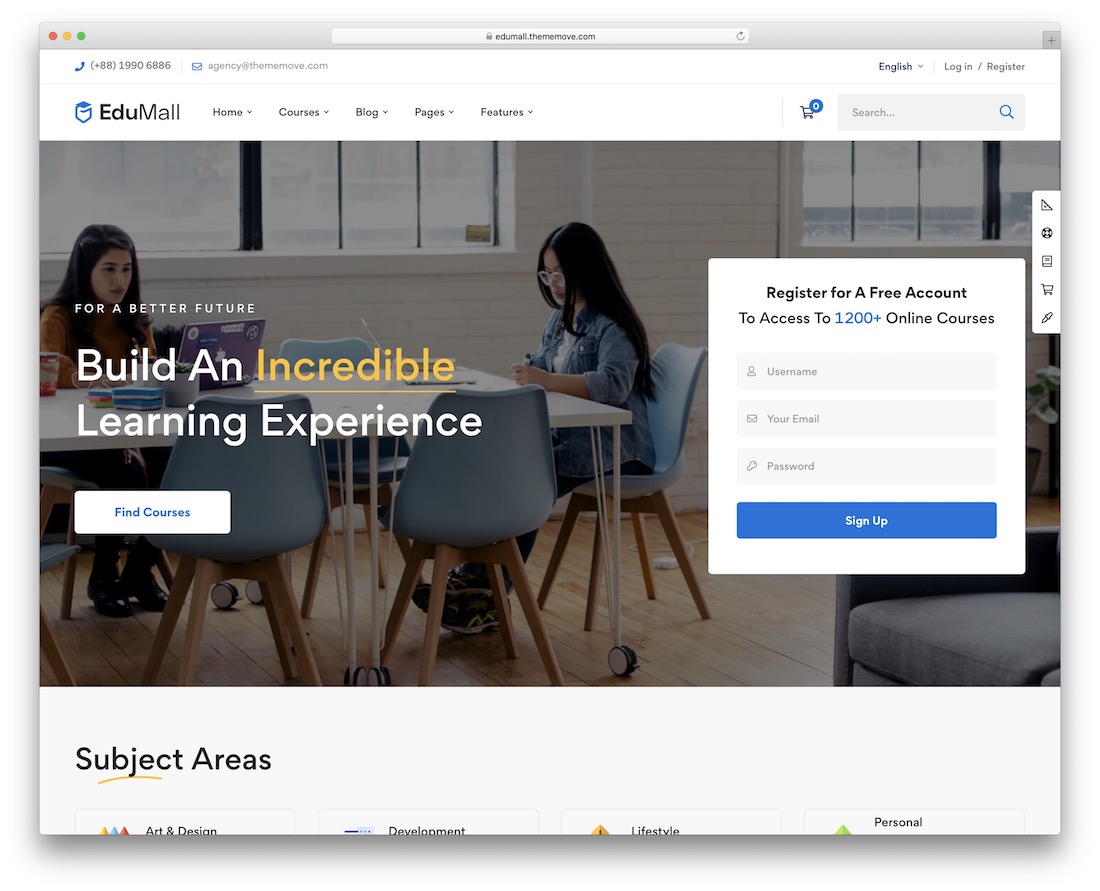 edumall.thememove.com
(+88) 1990 6886
agency@thememove.com
English
Log in / Register
EduMall
Home
Courses
Blog
Pages
Features
0
Search...
FOR A BETTER FUTURE
Build An Incredible
Learning Experience
Find Courses
Register for A Free Account
To Access To 1200+ Online Courses
Username
Your Email
Password
Sign Up
Subject Areas
Art & Design
Development
Lifestyle
Personal